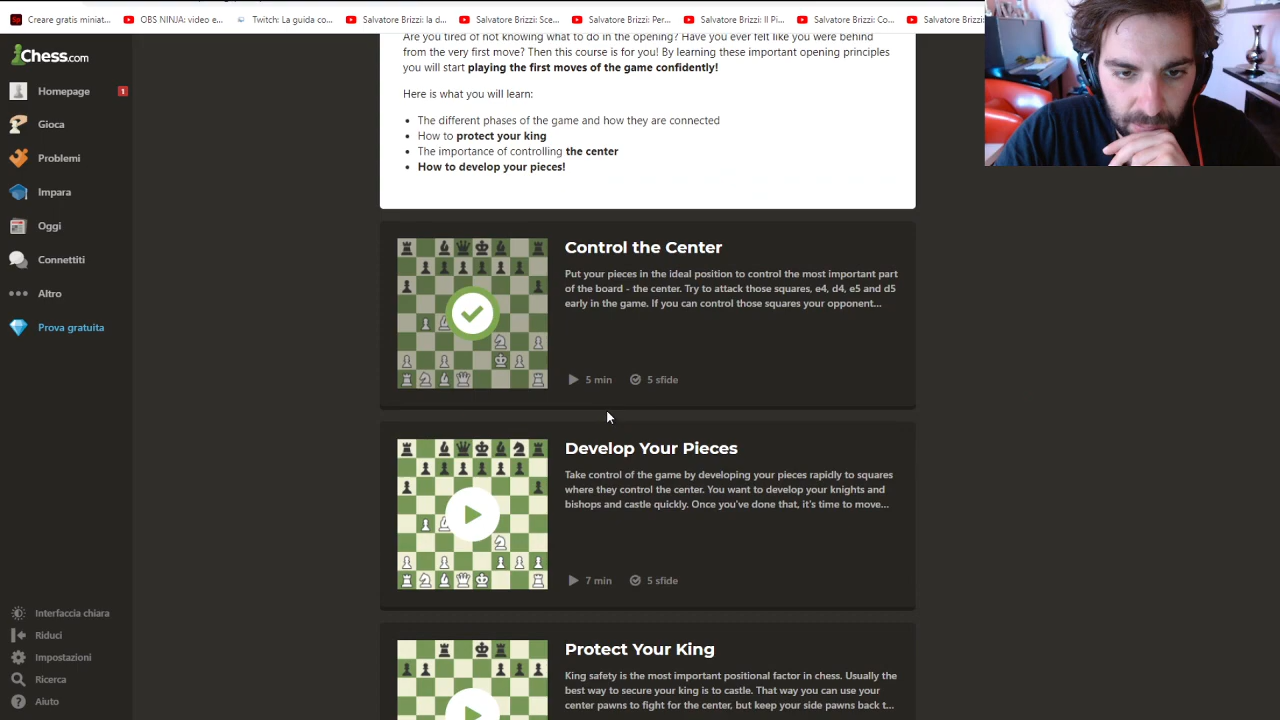 Creare gratis miniat...
OBS NINJA: video e...
Twitch: La guida co...
Salvatore Brizzi: la d...
Salvatore Brizzi: Sce...
Salvatore Brizzi: Per...
Salvatore Brizzi: Il Pi...
Salvatore Brizzi: Co...
Salvatore Brizzi:
Chess.com
Homepage 1
Gioca
Problemi
Impara
Oggi
Connettiti
Altro
Prova gratuita
Interfaccia chiara
Riduci
Impostazioni
Ricerca
Aiuto
Are you tired of not knowing what to do in the opening? Have you ever felt like you were behind
from the very first move? Then this course is for you! By learning these important opening principles
you will start playing the first moves of the game confidently!
Here is what you will learn:
• The different phases of the game and how they are connected
• How to protect your king
• The importance of controlling the center
• How to develop your pieces!
Control the Center
Put your pieces in the ideal position to control the most important part
of the board - the center. Try to attack those squares, e4, d4, e5 and d5
early in the game. If you can control those squares your opponent...
5 min 5 sfide
Develop Your Pieces
Take control of the game by developing your pieces rapidly to squares
where they control the center. You want to develop your knights and
bishops and castle quickly. Once you've done that, it's time to move...
7 min 5 sfide
Protect Your King
King safety is the most important positional factor in chess. Usually the
best way to secure your king is to castle. That way you can use your
center pawns to fight for the center, but keep your side pawns back t...